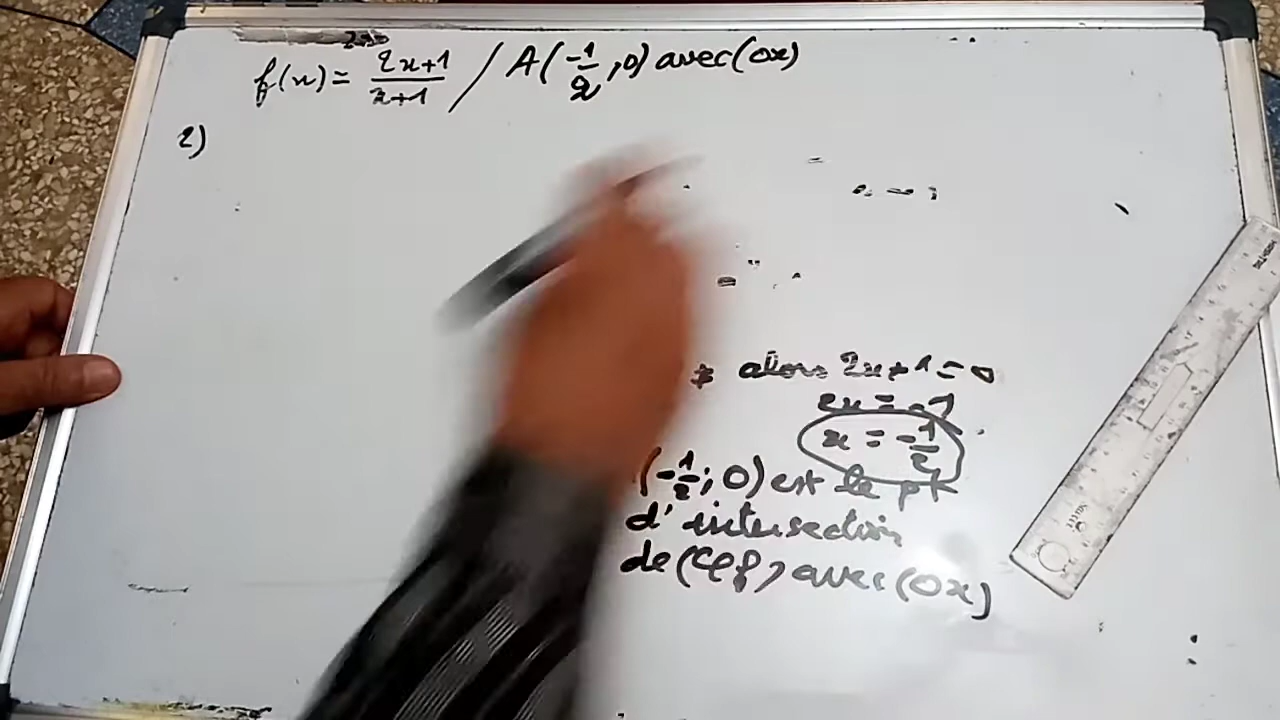 f(x) = 2x+1 / x+1 / A(-1/2, 0) avec (Ox)
2)
alors 2x+1=0
2x = -1
x = -1/2
(-1/2; 0) est le pt
d'intersection
de (Cf) avec (Ox)